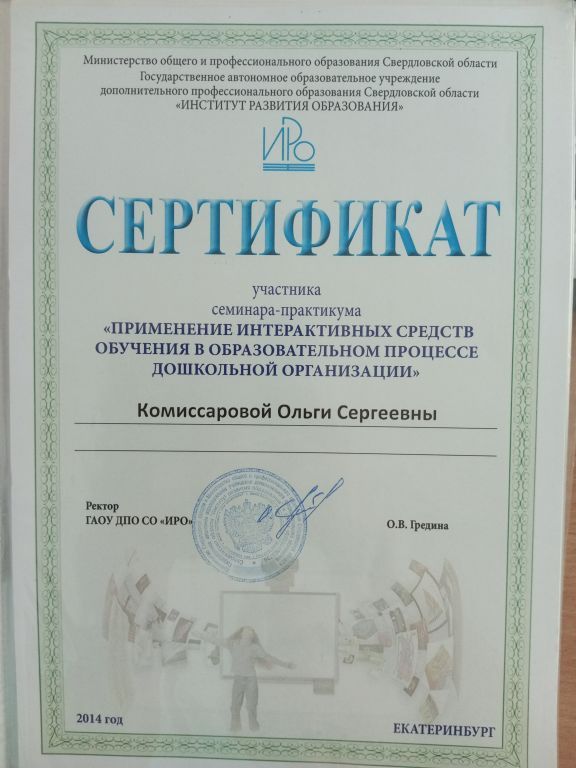 Министерство общего и профессионального образования Свердловской области
Государственное автономное образовательное учреждение
дополнительного профессионального образования Свердловской области
«ИНСТИТУТ РАЗВИТИЯ ОБРАЗОВАНИЯ»
ИРО
СЕРТИФИКАТ
участника
семинара-практикума
«ПРИМЕНЕНИЕ ИНТЕРАКТИВНЫХ СРЕДСТВ
ОБУЧЕНИЯ В ОБРАЗОВАТЕЛЬНОМ ПРОЦЕССЕ
ДОШКОЛЬНОЙ ОРГАНИЗАЦИИ»
Комиссаровой Ольги Сергеевны
Ректор
ГАОУ ДПО СО «ИРО»
О.В. Гредина
2014 год
ЕКАТЕРИНБУРГ